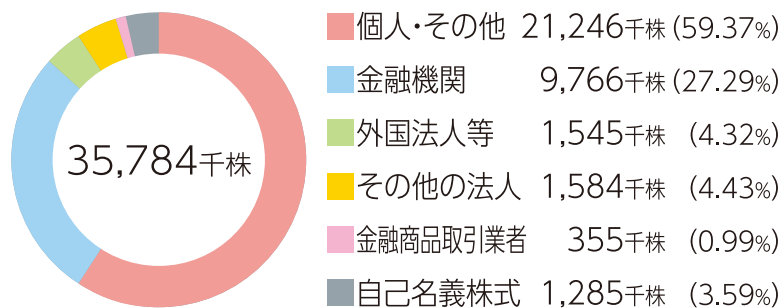 個人・その他 21,246千株(59.37%)
金融機関 9,766千株(27.29%)
外国法人等 1,545千株 (4.32%)
35,784千株
その他の法人 1,584千株 (4.43%)
金融商品取引業者 355千株 (0.99%)
自己名義株式 1,285千株 (3.59%)